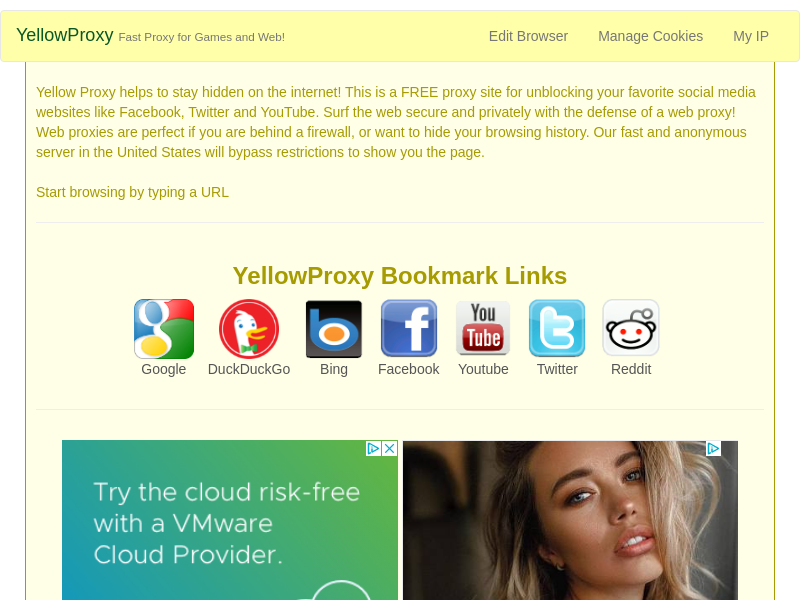 YellowProxy Fast Proxy for Games and Web!
Edit Browser Manage Cookies My IP
Yellow Proxy helps to stay hidden on the internet! This is a FREE proxy site for unblocking your favorite social media
websites like Facebook, Twitter and YouTube. Surf the web secure and privately with the defense of a web proxy!
Web proxies are perfect if you are behind a firewall, or want to hide your browsing history. Our fast and anonymous
server in the United States will bypass restrictions to show you the page.
Start browsing by typing a URL
YellowProxy Bookmark Links
You
Tube
Google DuckDuckGo Bing Facebook Youtube Twitter Reddit
Try the cloud risk-free
with a VMware
Cloud Provider.